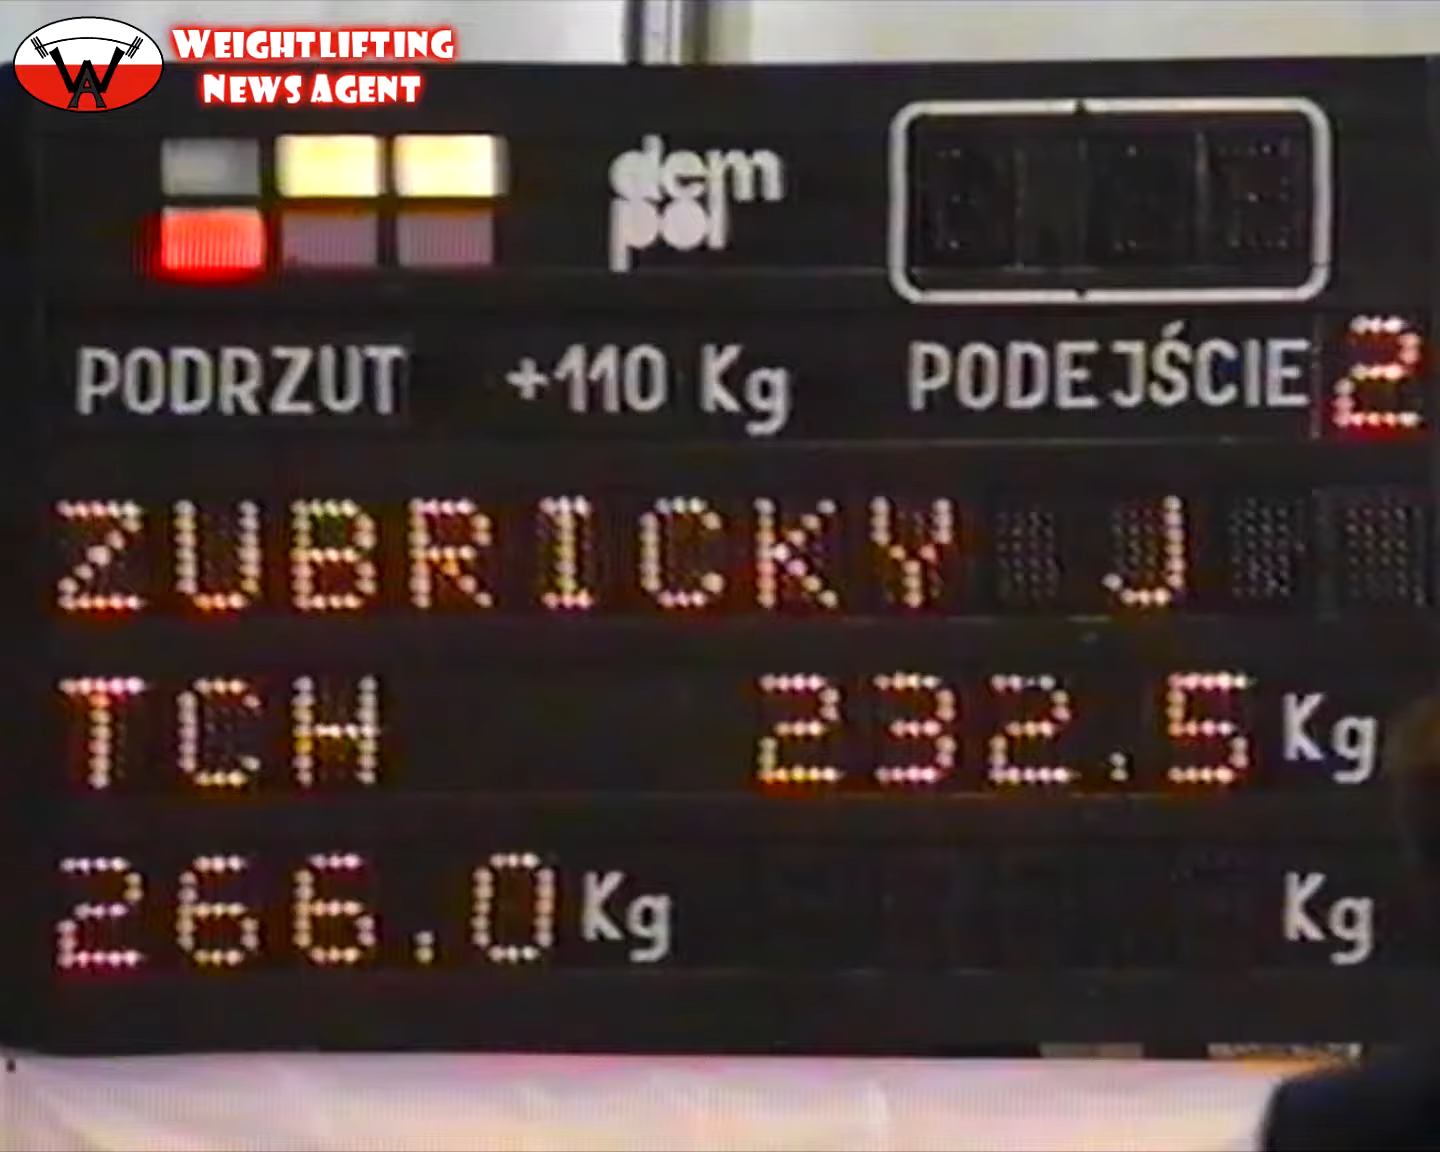 WEIGHTLIFTING
NEWS AGENT
WA
dem
pol
PODRZUT +110 Kg PODEJŚCIE 2
ZUBRICKY J
TCH 232.5 Kg
266.0 Kg Kg